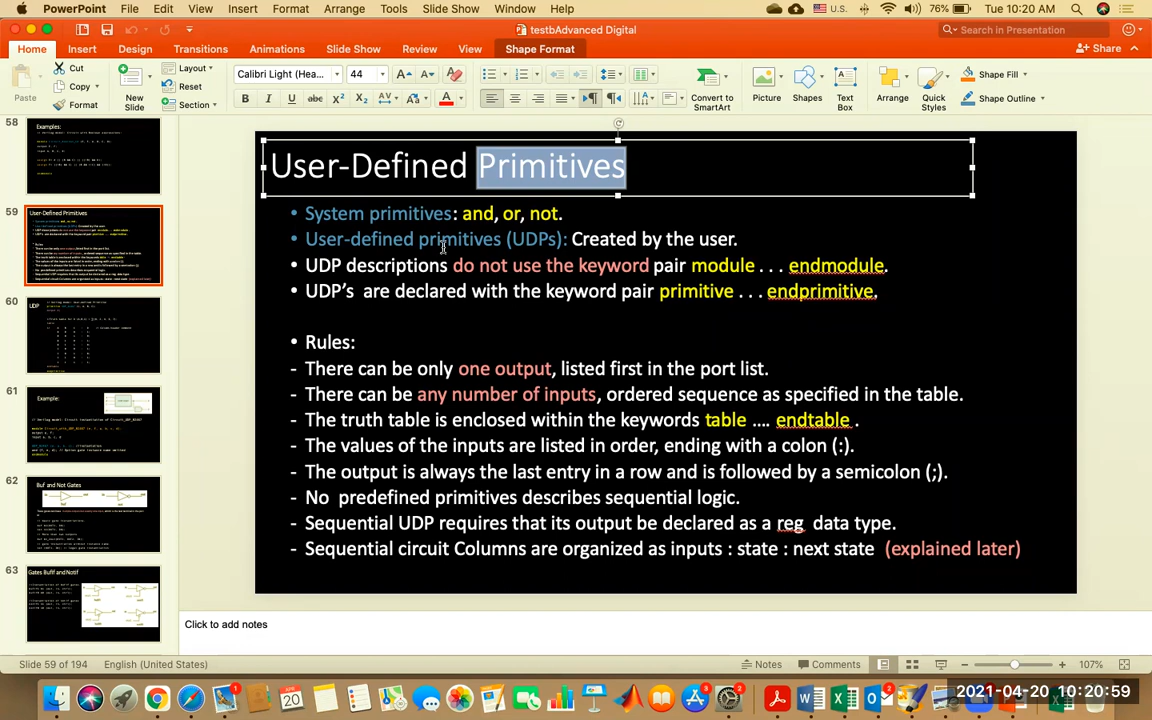 PowerPoint File Edit View Insert Format Arrange Tools Slide Show Window Help U.S. 76% Tue 10:20 AM
testbAdvanced Digital Search in Presentation
Home Insert Design Transitions Animations Slide Show Review View Shape Format Share
Paste Cut Copy Format New Slide Layout Reset Section Calibri Light (Hea... 44 Convert to SmartArt Picture Shapes Text Box Arrange Quick Styles Shape Fill Shape Outline
58
Examples:
59
User-Defined Primitives
60
UDP
61
Example:
62
Buf and Not Gates
63
Gates Bufif and Notif
User-Defined Primitives
• System primitives: and, or, not.
• User-defined primitives (UDPs): Created by the user.
• UDP descriptions do not use the keyword pair module . . . endmodule.
• UDP's are declared with the keyword pair primitive . . . endprimitive.
• Rules:
- There can be only one output, listed first in the port list.
- There can be any number of inputs, ordered sequence as specified in the table.
- The truth table is enclosed within the keywords table .... endtable .
- The values of the inputs are listed in order, ending with a colon (:).
- The output is always the last entry in a row and is followed by a semicolon (;).
- No predefined primitives describes sequential logic.
- Sequential UDP requires that its output be declared as a reg data type.
- Sequential circuit Columns are organized as inputs : state : next state (explained later)
Click to add notes
Slide 59 of 194 English (United States) Notes Comments 107%
2021-04-20 10:20:59